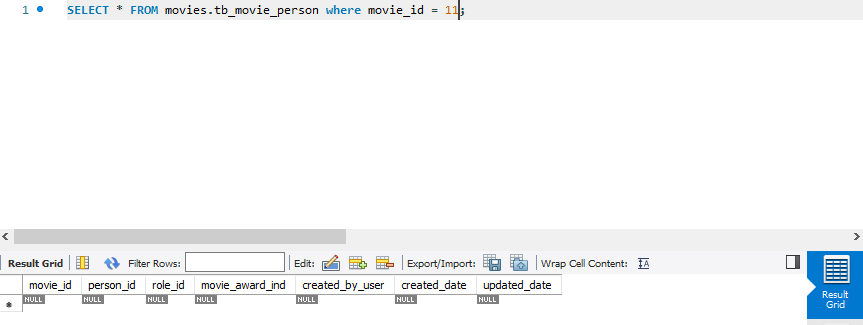 1 SELECT * FROM movies.tb_movie_person where movie_id = 11;
Result Grid Filter Rows: Edit: Export/Import: Wrap Cell Content: IA
movie_id person_id role_id movie_award_ind created_by_user created_date updated_date
NULL NULL NULL NULL NULL NULL NULL
Result
Grid